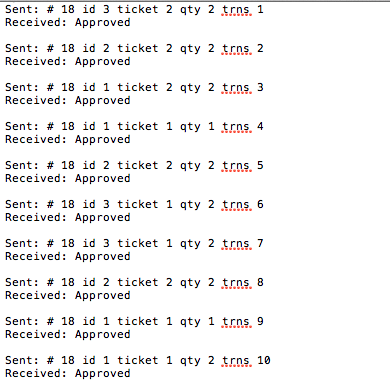 Sent: # 18 id 3 ticket 2 qty 2 trns 1
Received: Approved
Sent: # 18 id 2 ticket 2 qty 2 trns 2
Received: Approved
Sent: # 18 id 1 ticket 2 qty 2 trns 3
Received: Approved
Sent: # 18 id 1 ticket 1 qty 1 trns 4
Received: Approved
Sent: # 18 id 2 ticket 2 qty 2 trns 5
Received: Approved
Sent: # 18 id 3 ticket 1 qty 2 trns 6
Received: Approved
Sent: # 18 id 3 ticket 1 qty 2 trns 7
Received: Approved
Sent: # 18 id 2 ticket 2 qty 2 trns 8
Received: Approved
Sent: # 18 id 1 ticket 1 qty 1 trns 9
Received: Approved
Sent: # 18 id 1 ticket 1 qty 2 trns 10
Received: Approved